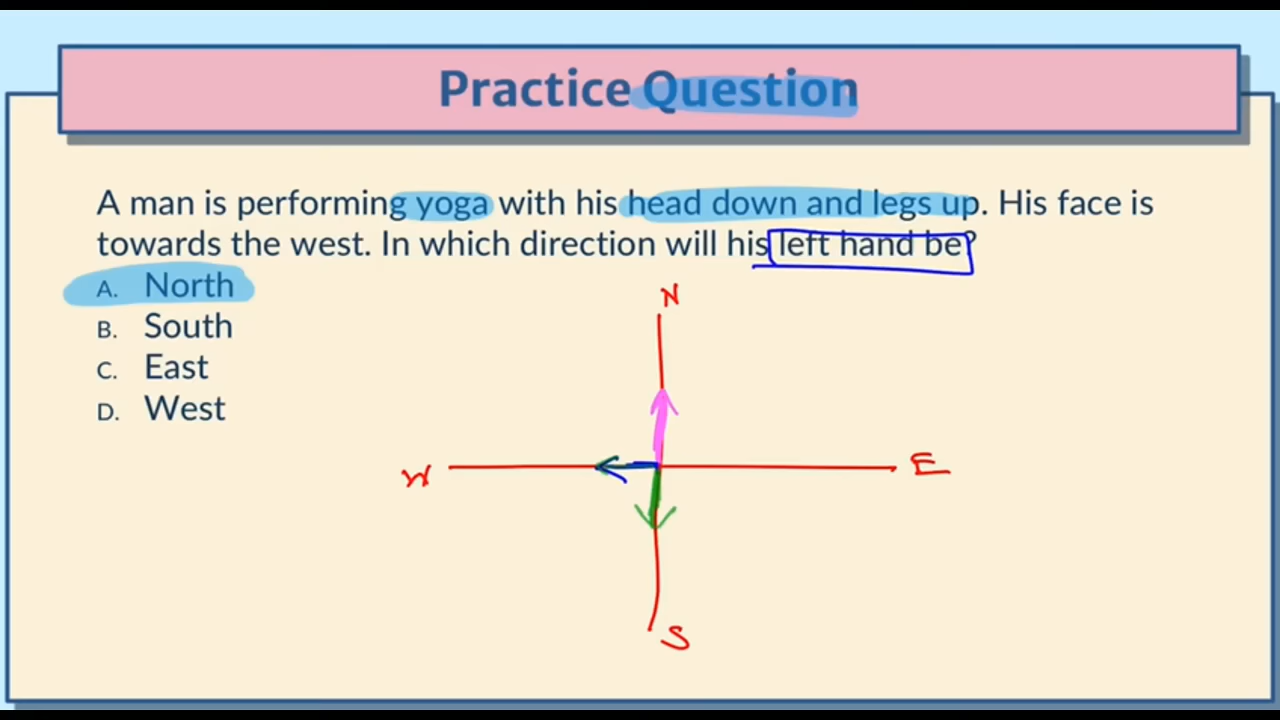 Practice Question
A man is performing yoga with his head down and legs up. His face is
towards the west. In which direction will his left hand be?
A. North
B. South
C. East
D. West
N
W
E
S